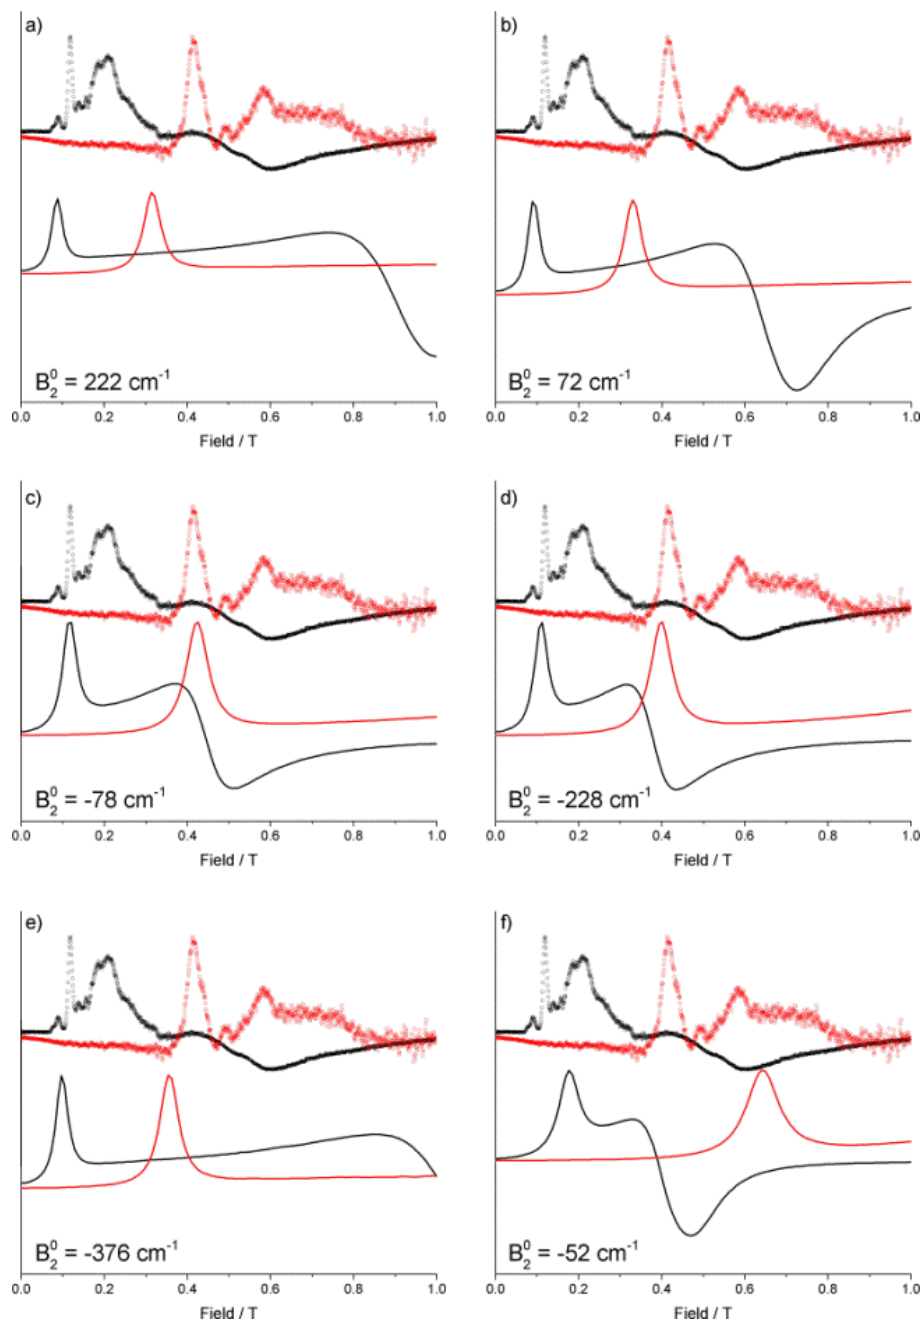 a)
B₂⁰ = 222 cm⁻¹
0.0 0.2 0.4 0.6 0.8 1.0
Field / T
b)
B₂⁰ = 72 cm⁻¹
0.0 0.2 0.4 0.6 0.8 1.0
Field / T
c)
B₂⁰ = -78 cm⁻¹
0.0 0.2 0.4 0.6 0.8 1.0
Field / T
d)
B₂⁰ = -228 cm⁻¹
0.0 0.2 0.4 0.6 0.8 1.0
Field / T
e)
B₂⁰ = -376 cm⁻¹
0.0 0.2 0.4 0.6 0.8 1.0
Field / T
f)
B₂⁰ = -52 cm⁻¹
0.0 0.2 0.4 0.6 0.8 1.0
Field / T